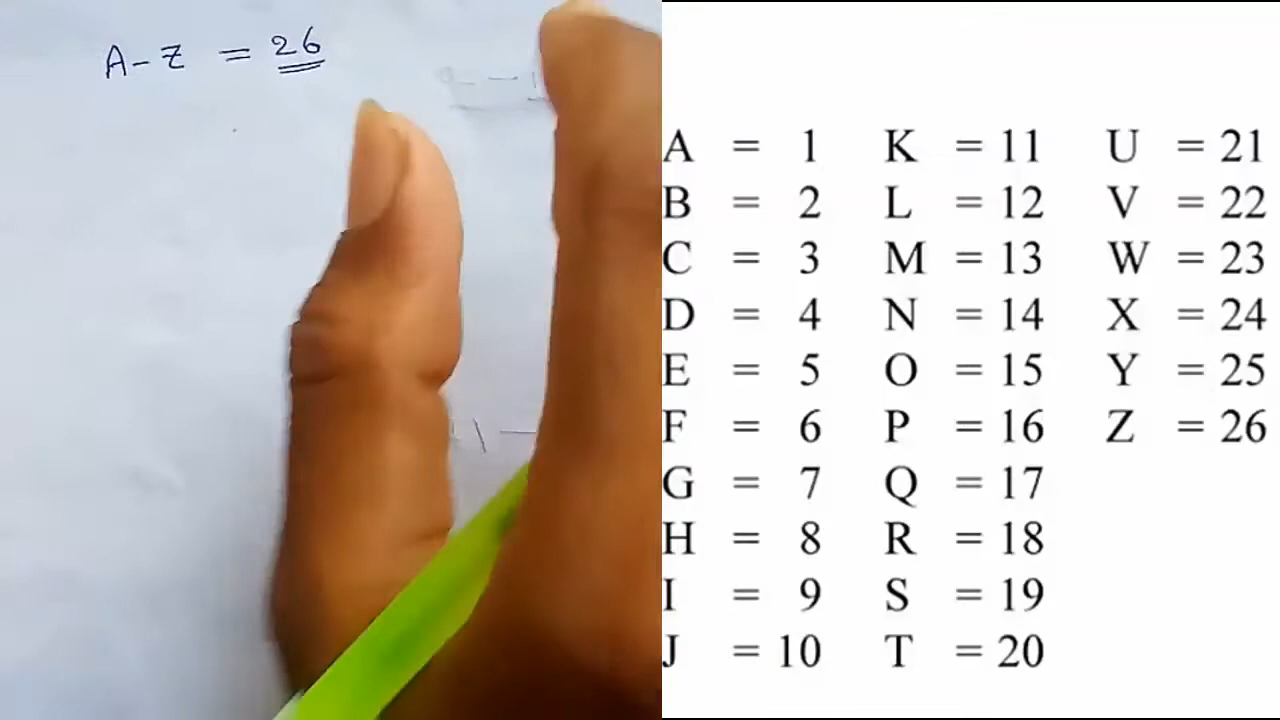 A - Z = 26
A = 1 K = 11 U = 21
B = 2 L = 12 V = 22
C = 3 M = 13 W = 23
D = 4 N = 14 X = 24
E = 5 O = 15 Y = 25
F = 6 P = 16 Z = 26
G = 7 Q = 17
H = 8 R = 18
I = 9 S = 19
J = 10 T = 20